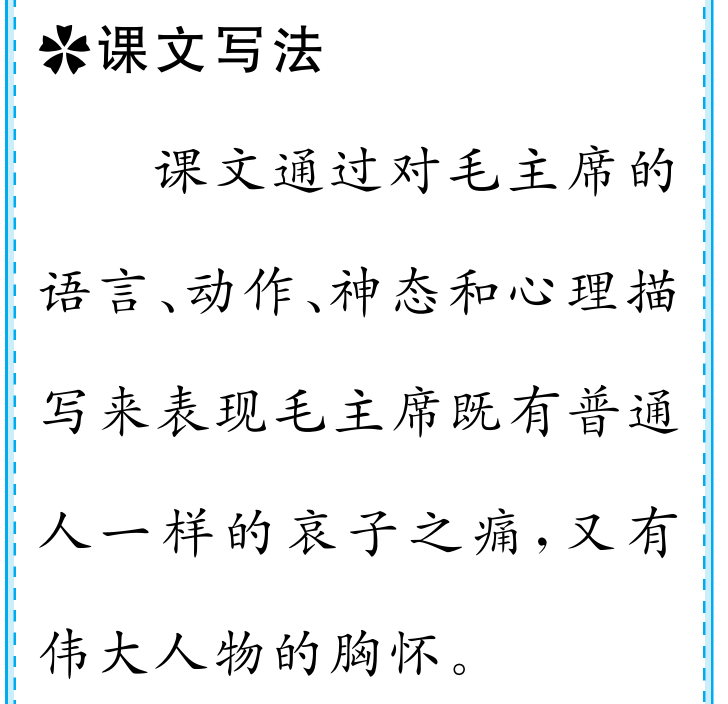 课文写法
课文通过对毛主席的
语言、动作、神态和心理描
写来表现毛主席既有普通
人一样的哀子之痛，又有
伟大人物的胸怀。